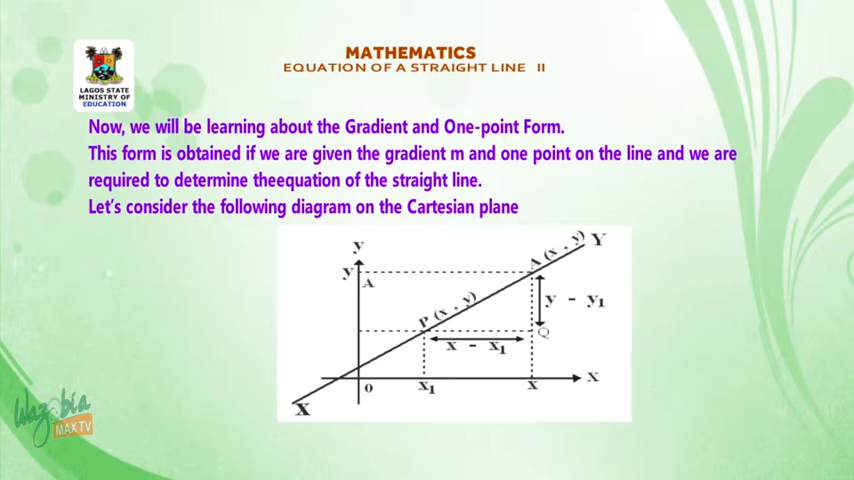 MATHEMATICS
EQUATION OF A STRAIGHT LINE II
LAGOS STATE
MINISTRY OF
EDUCATION
Now, we will be learning about the Gradient and One-point Form.
This form is obtained if we are given the gradient m and one point on the line and we are
required to determine theequation of the straight line.
Let's consider the following diagram on the Cartesian plane
y
A (x , y) Y
y
A
P (x , y)
y - y₁
Q
x - x₁
X
0
x₁
x
X
Wazobia
MAX TV